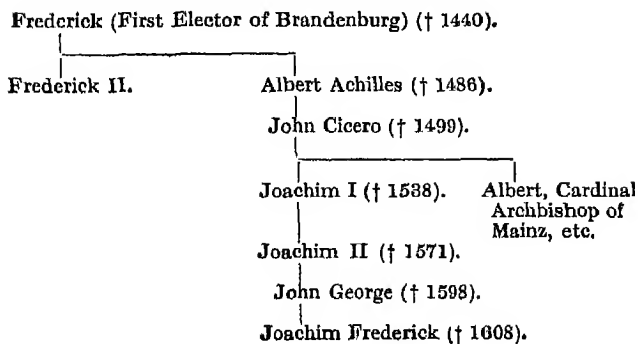 Frederick (First Elector of Brandenburg) († 1440).
Frederick II.	Albert Achilles († 1486).
John Cicero († 1499).
Joachim I († 1538).	Albert, Cardinal
Archbishop of
Mainz, etc.
Joachim II († 1571).
John George († 1598).
Joachim Frederick († 1608).